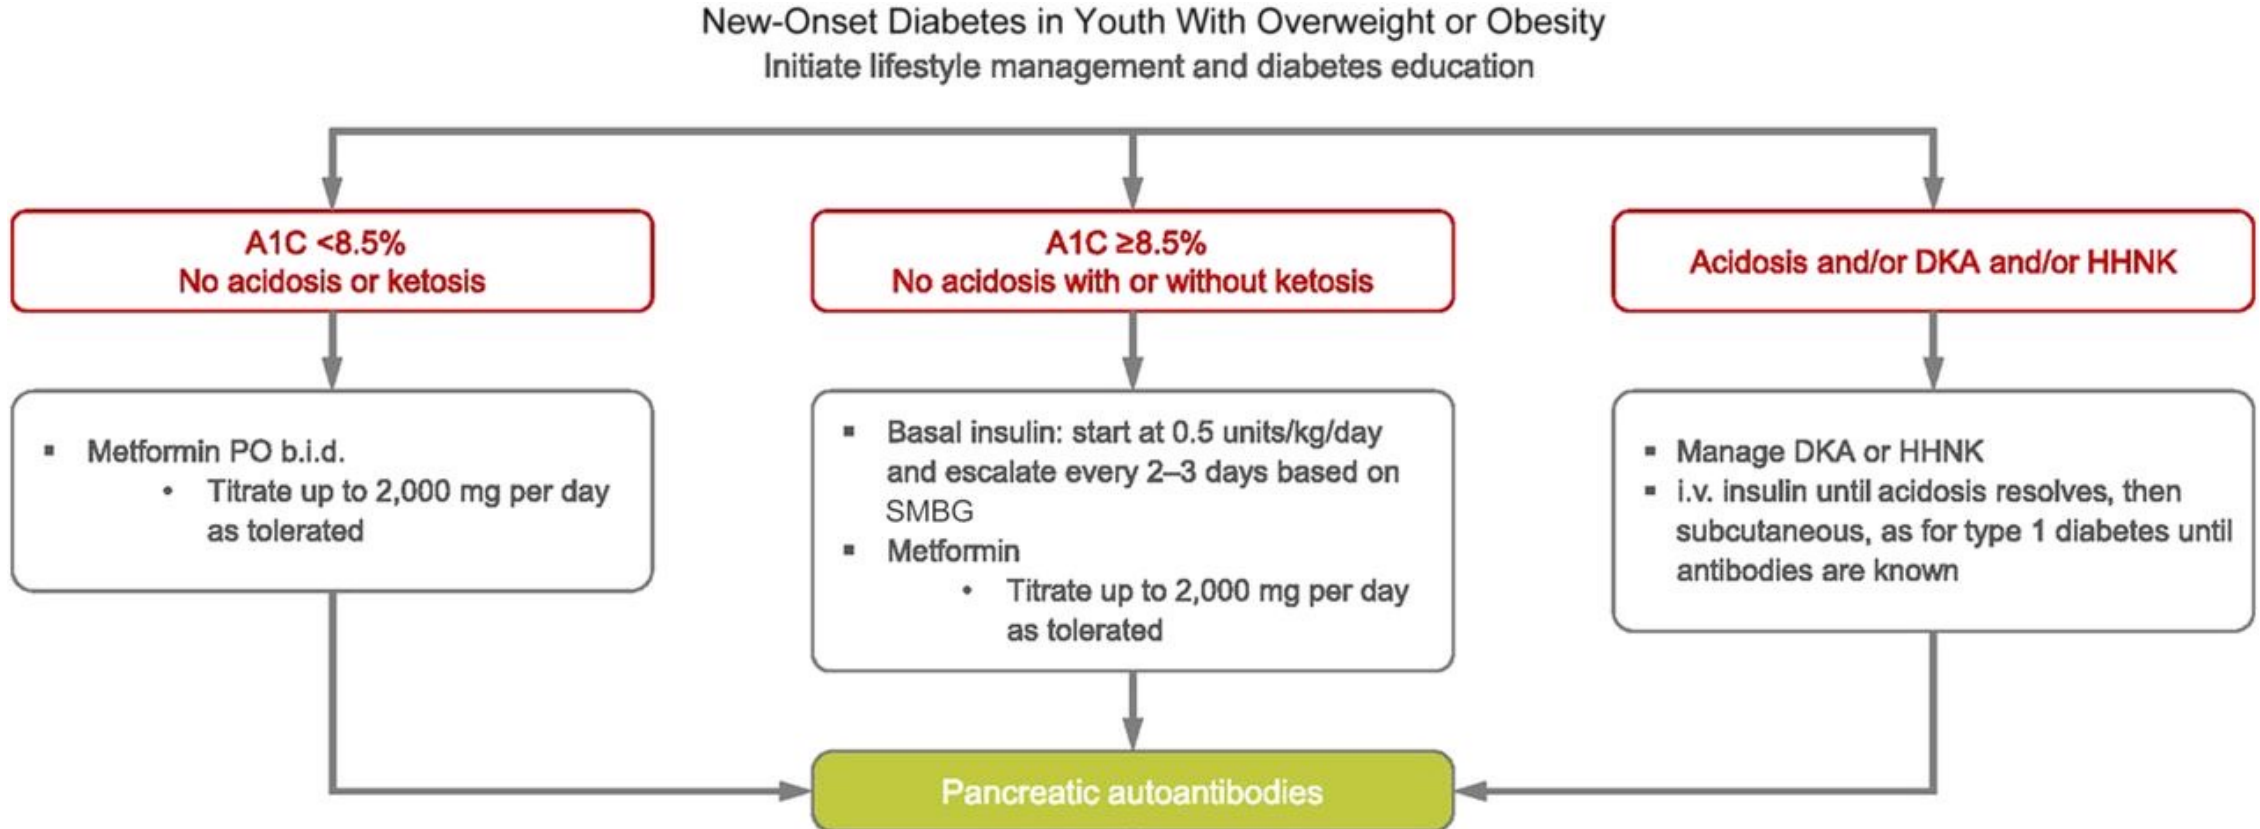 New-Onset Diabetes in Youth With Overweight or Obesity
Initiate lifestyle management and diabetes education
A1C <8.5%
No acidosis or ketosis
A1C ≥8.5%
No acidosis with or without ketosis
Acidosis and/or DKA and/or HHNK
▪ Metformin PO b.i.d.
• Titrate up to 2,000 mg per day
as tolerated
▪ Basal insulin: start at 0.5 units/kg/day
and escalate every 2–3 days based on
SMBG
▪ Metformin
• Titrate up to 2,000 mg per day
as tolerated
▪ Manage DKA or HHNK
▪ i.v. insulin until acidosis resolves, then
subcutaneous, as for type 1 diabetes until
antibodies are known
Pancreatic autoantibodies